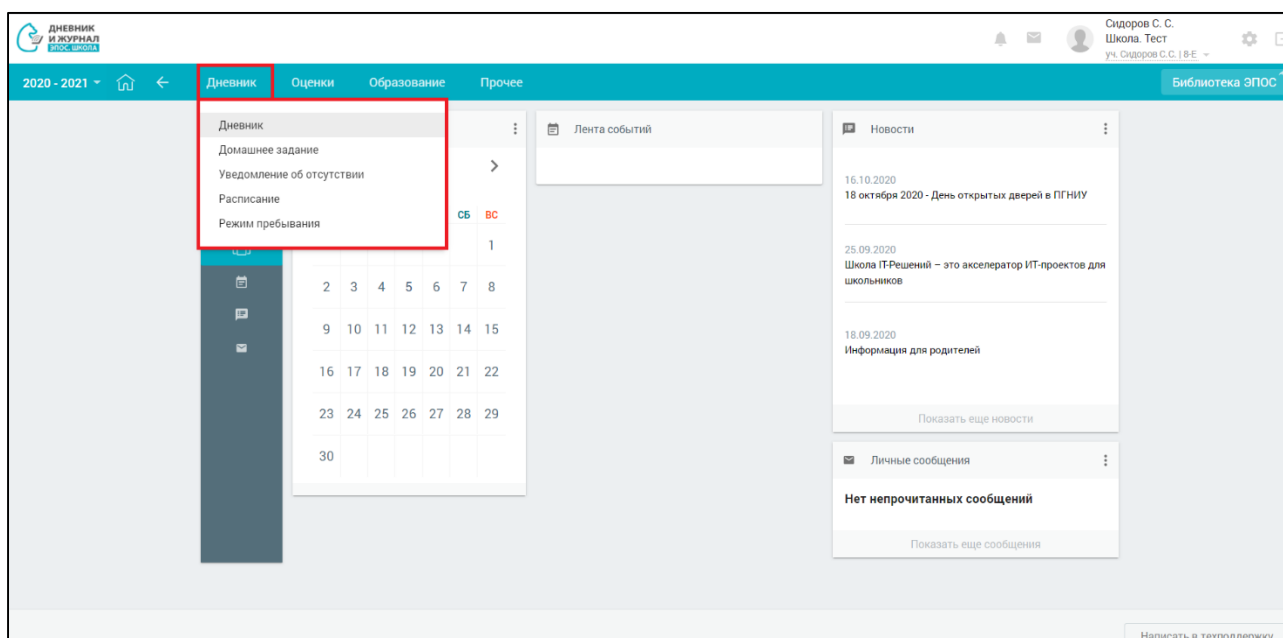 ДНЕВНИК
И ЖУРНАЛ
ЭПОС.ШКОЛА
Сидоров С. С.
Школа. Тест
уч. Сидоров С.С. | 8-Е
2020 - 2021
Дневник
Оценки
Образование
Прочее
Библиотека ЭПОС
Дневник
Домашнее задание
Уведомление об отсутствии
Расписание
Режим пребывания
СБ ВС
1
2 3 4 5 6 7 8
9 10 11 12 13 14 15
16 17 18 19 20 21 22
23 24 25 26 27 28 29
30
Лента событий
Новости
16.10.2020
18 октября 2020 - День открытых дверей в ПГНИУ
25.09.2020
Школа IT-Решений – это акселератор ИТ-проектов для
школьников
18.09.2020
Информация для родителей
Показать еще новости
Личные сообщения
Нет непрочитанных сообщений
Показать еще сообщения
Написать в техподдержку